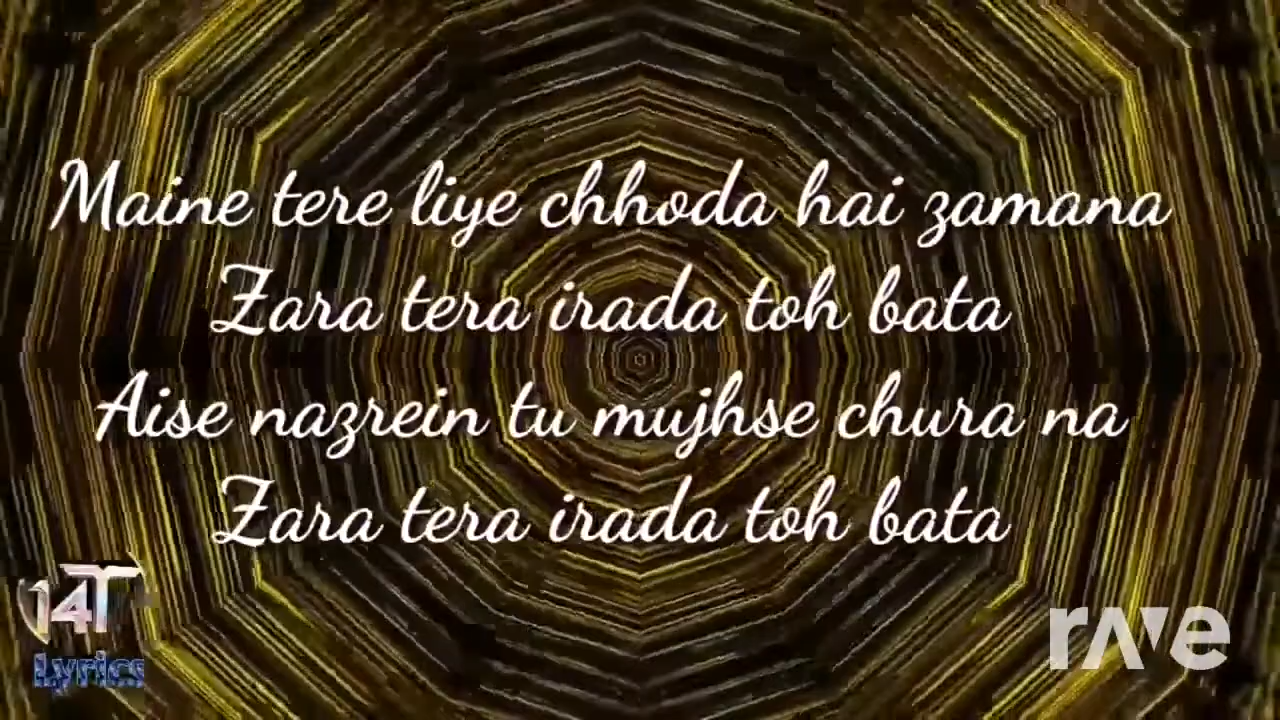 Maine tere liye chhoda hai zamana
Zara tera irada toh bata
Aise nazrein tu mujhse chura na
Zara tera irada toh bata
14T
Lyrics
rave